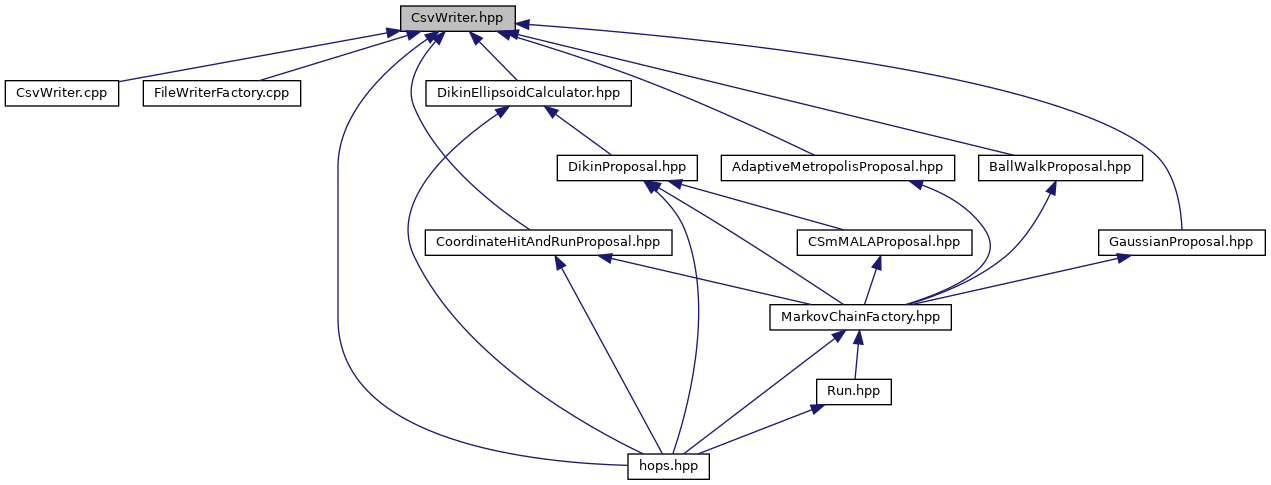 CsvWriter.hpp
CsvWriter.cpp
FileWriterFactory.cpp
DikinEllipsoidCalculator.hpp
DikinProposal.hpp
AdaptiveMetropolisProposal.hpp
BallWalkProposal.hpp
CoordinateHitAndRunProposal.hpp
CSmMALAProposal.hpp
GaussianProposal.hpp
MarkovChainFactory.hpp
Run.hpp
hops.hpp